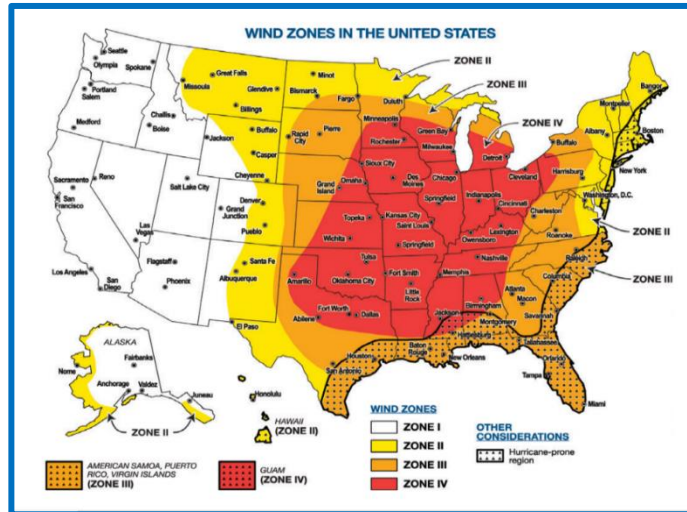 WIND ZONES IN THE UNITED STATES
ZONE II
ZONE III
ZONE IV
Seattle
Olympia
Spokane
Portland
Salem
Medford
Missoula
Great Falls
Glendive
Billings
Minot
Bismarck
Fargo
Duluth
Bangor
Montpelier
Challis
Boise
Jackson
Buffalo
Casper
Cheyenne
Rapid City
Pierre
Minneapolis
Rochester
Green Bay
Milwaukee
Detroit
Buffalo
Albany
Boston
New York
Reno
Sacramento
San Francisco
Salt Lake City
Grand Junction
Denver
Pueblo
Grand Island
Sioux City
Omaha
Des Moines
Chicago
Cleveland
Harrisburg
Washington, D.C.
Las Vegas
Topeka
Kansas City
Springfield
Saint Louis
Indianapolis
Cincinnati
Charleston
Roanoke
ZONE II
Los Angeles
San Diego
Flagstaff
Phoenix
Santa Fe
Albuquerque
Wichita
Springfield
Owensboro
Lexington
Nashville
Raleigh
ZONE III
El Paso
Amarillo
Tulsa
Oklahoma City
Fort Smith
Little Rock
Memphis
Birmingham
Atlanta
Macon
Columbia
Savannah
Abilene
Fort Worth
Dallas
Jackson
Montgomery
Hattiesburg
Tallahassee
San Antonio
Houston
Baton Rouge
New Orleans
Orlando
Tampa
Miami
ALASKA
Nome
Fairbanks
Anchorage
Valdez
Juneau
ZONE II
Honolulu
HAWAII
(ZONE II)
WIND ZONES
ZONE I
ZONE II
ZONE III
ZONE IV
OTHER
CONSIDERATIONS
Hurricane-prone
region
AMERICAN SAMOA, PUERTO
RICO, VIRGIN ISLANDS
(ZONE III)
GUAM
(ZONE IV)